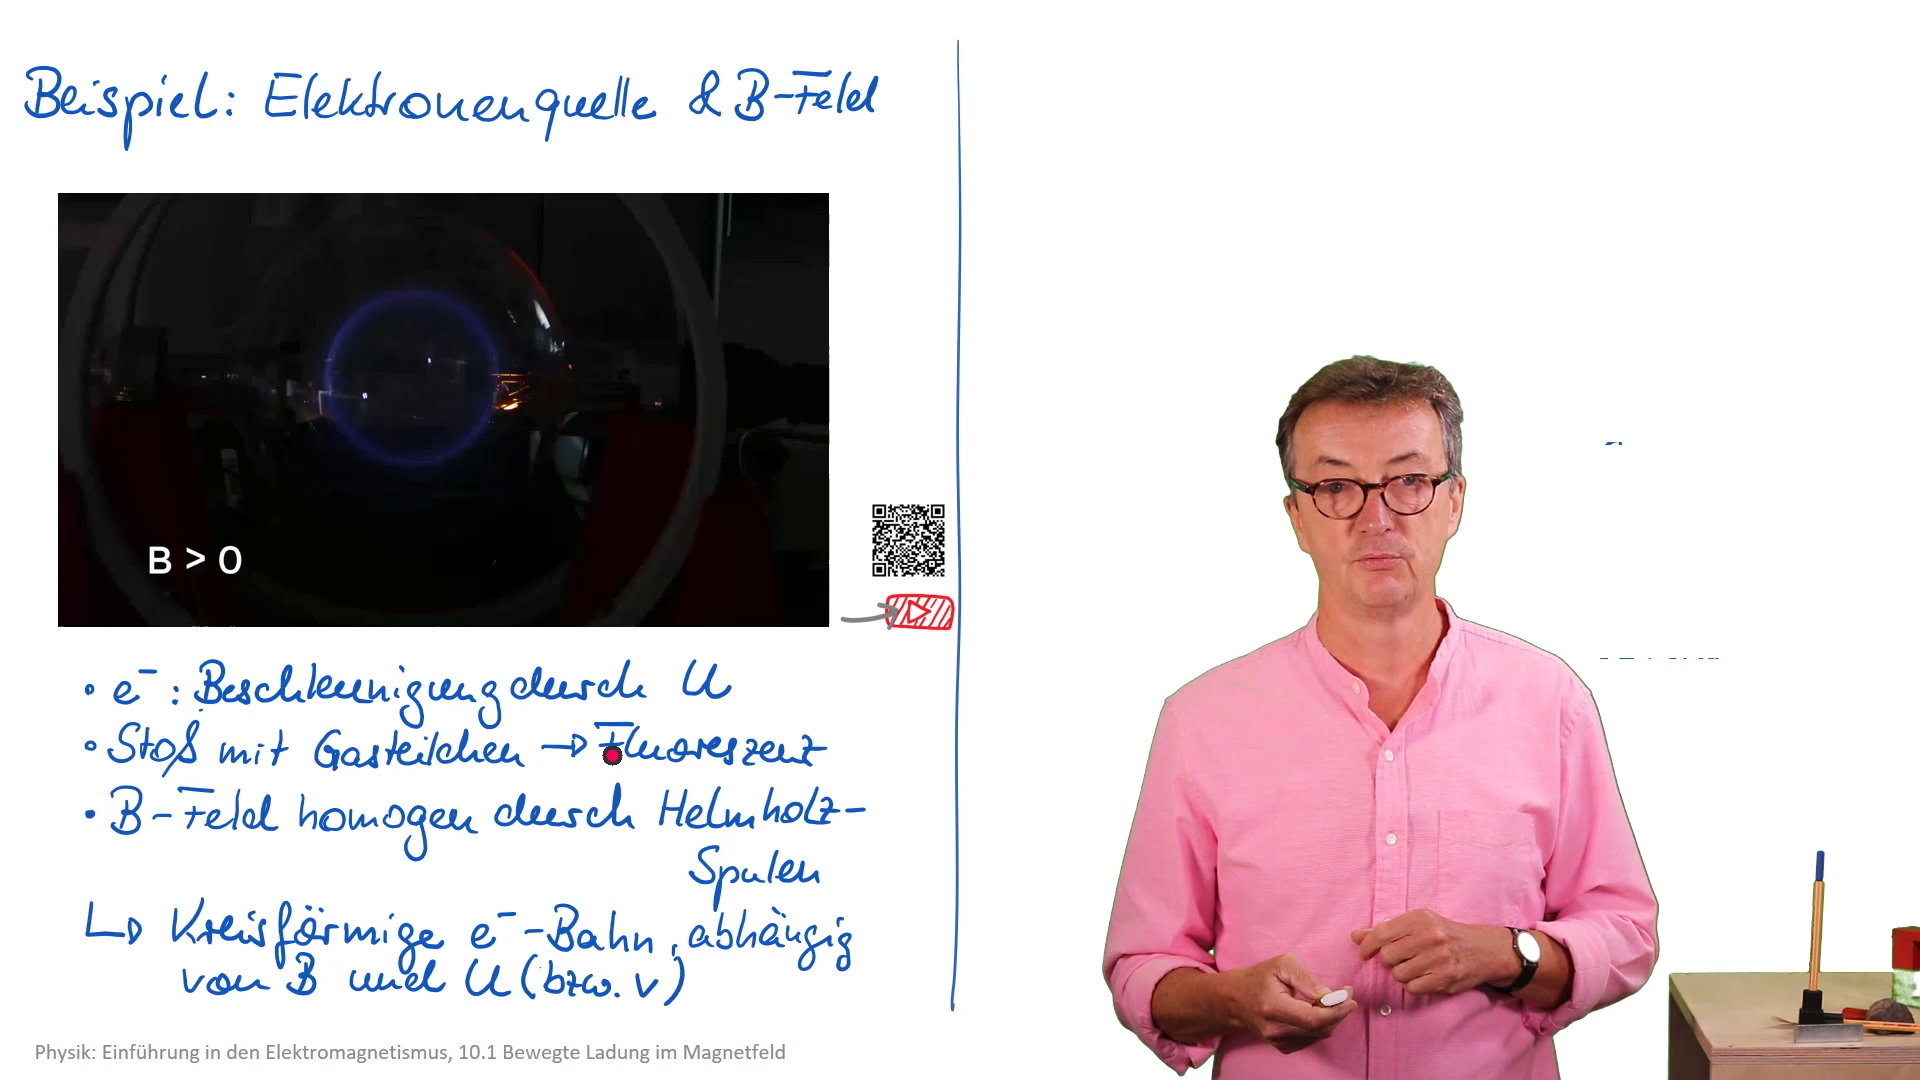 Beispiel: Elektronenquelle & B-Feld
B > 0
• e⁻: Beschleunigung durch U
• Stoß mit Gasteilchen → Fluoreszenz
• B-Feld homogen durch Helmholz-
Spulen
↳ Kreisförmige e⁻-Bahn, abhängig
von B und U (bzw. v)
Physik: Einführung in den Elektromagnetismus, 10.1 Bewegte Ladung im Magnetfeld